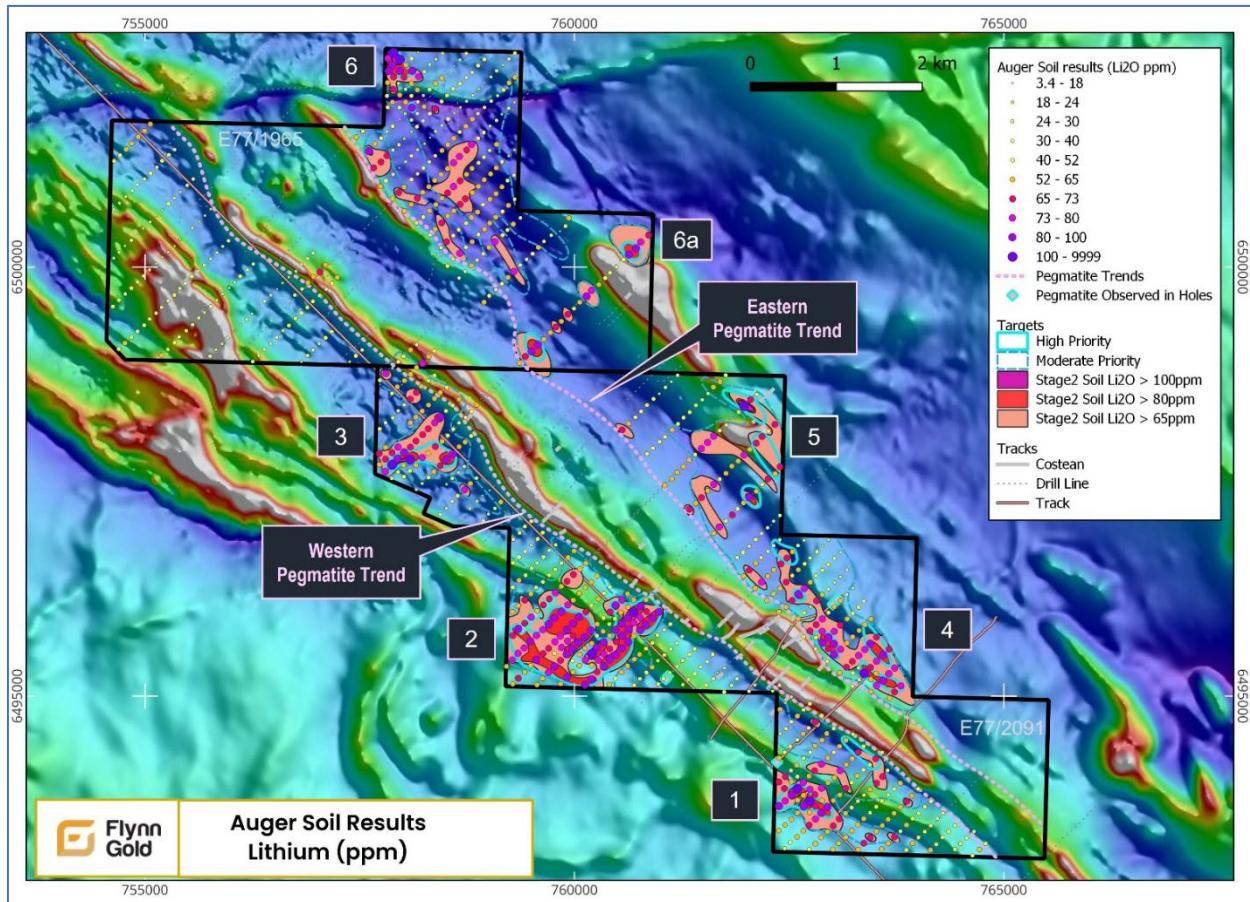 755000
760000
765000
6
0
1
2 km
E77/1965
6a
6500000
6500000
Eastern
Pegmatite Trend
3
5
Western
Pegmatite Trend
2
4
6495000
6495000
E77/2091
1
Auger Soil results (Li2O ppm)
3.4 - 18
18 - 24
24 - 30
30 - 40
40 - 52
52 - 65
65 - 73
73 - 80
80 - 100
100 - 9999
Pegmatite Trends
Pegmatite Observed in Holes
Targets
High Priority
Moderate Priority
Stage2 Soil Li2O > 100ppm
Stage2 Soil Li2O > 80ppm
Stage2 Soil Li2O > 65ppm
Tracks
Costean
Drill Line
Track
Flynn
Gold
Auger Soil Results
Lithium (ppm)
755000
760000
765000